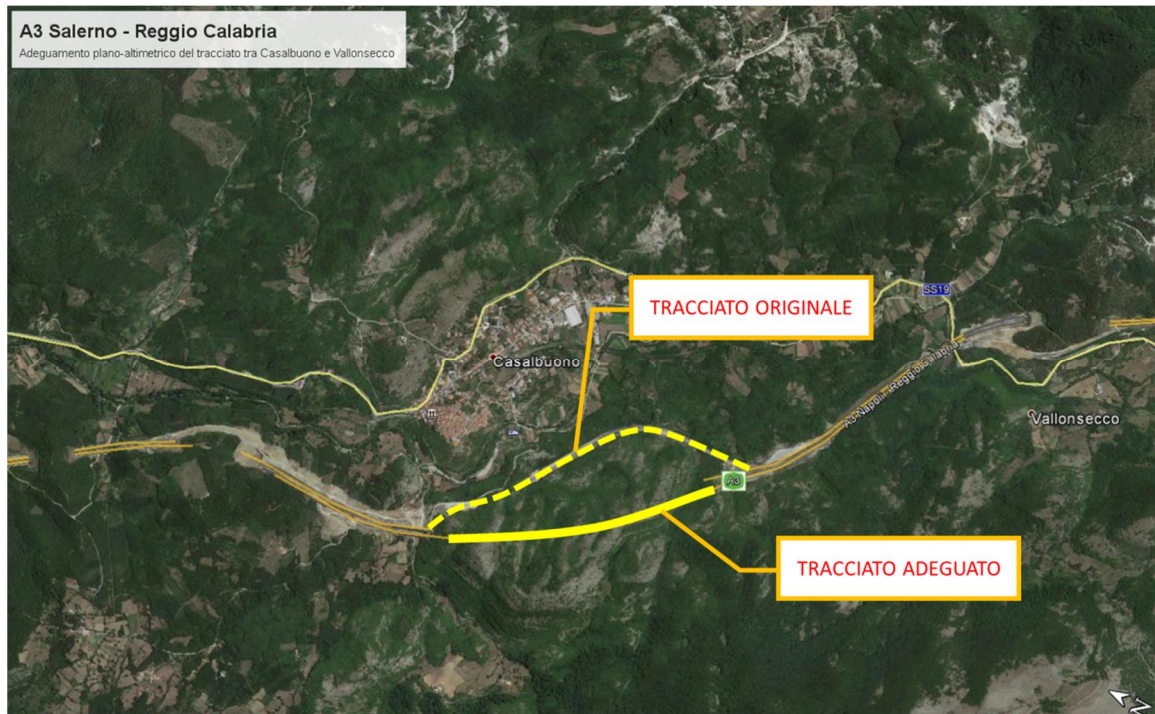 A3 Salerno - Reggio Calabria
Adeguamento plano-altimetrico del tracciato tra Casalbuono e Vallonsecco
TRACCIATO ORIGINALE
SS19
Casalbuono
A3 Napoli - Reggio Calabria
Vallonsecco
A3
TRACCIATO ADEGUATO
N